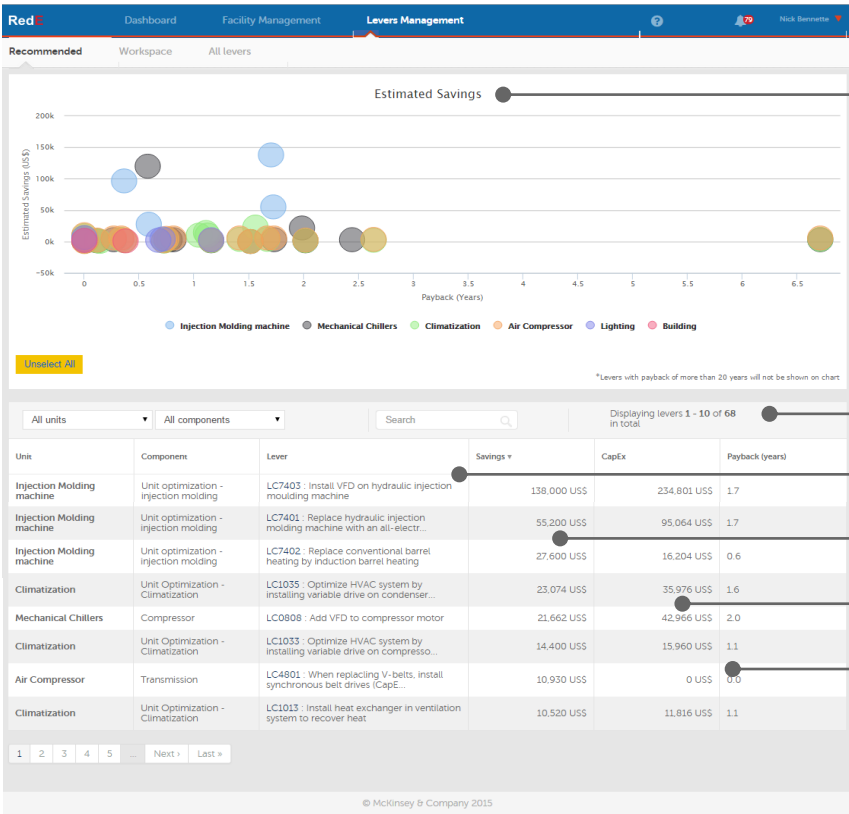 RedE Dashboard Facility Management Levers Management ? 79 Nick Bennette
Recommended Workspace All levers
Estimated Savings
200k
150k
100k
50k
0k
−50k
Estimated Savings (US$)
0 0.5 1 1.5 2 2.5 3 3.5 4 4.5 5 5.5 6 6.5
Payback (Years)
Injection Molding machine Mechanical Chillers Climatization Air Compressor Lighting Building
Unselect All
*Levers with payback of more than 20 years will not be shown on chart
All units All components Search Displaying levers 1 - 10 of 68
in total
Unit Component Lever Savings CapEx Payback (years)
Injection Molding
machine
Unit optimization -
injection molding
LC7403 : Install VFD on hydraulic injection
moulding machine
138,000 US$ 234,801 US$ 1.7
Injection Molding
machine
Unit optimization -
injection molding
LC7401 : Replace hydraulic injection
molding machine with an all-electr...
55,200 US$ 95,064 US$ 1.7
Injection Molding
machine
Unit optimization -
injection molding
LC7402 : Replace conventional barrel
heating by induction barrel heating
27,600 US$ 16,204 US$ 0.6
Climatization
Unit Optimization -
Climatization
LC1035 : Optimize HVAC system by
installing variable drive on condenser...
23,074 US$ 35,976 US$ 1.6
Mechanical Chillers Compressor LC0808 : Add VFD to compressor motor 21,662 US$ 42,966 US$ 2.0
Climatization
Unit Optimization -
Climatization
LC1033 : Optimize HVAC system by
installing variable drive on compresso...
14,400 US$ 15,960 US$ 1.1
Air Compressor Transmission
LC4801 : When replacling V-belts, install
synchronous belt drives (CapE...
10,930 US$ 0 US$ 0.0
Climatization
Unit Optimization -
Climatization
LC1013 : Install heat exchanger in ventilation
system to recover heat
10,520 US$ 11,816 US$ 1.1
1 2 3 4 5 ... Next › Last »
© McKinsey & Company 2015